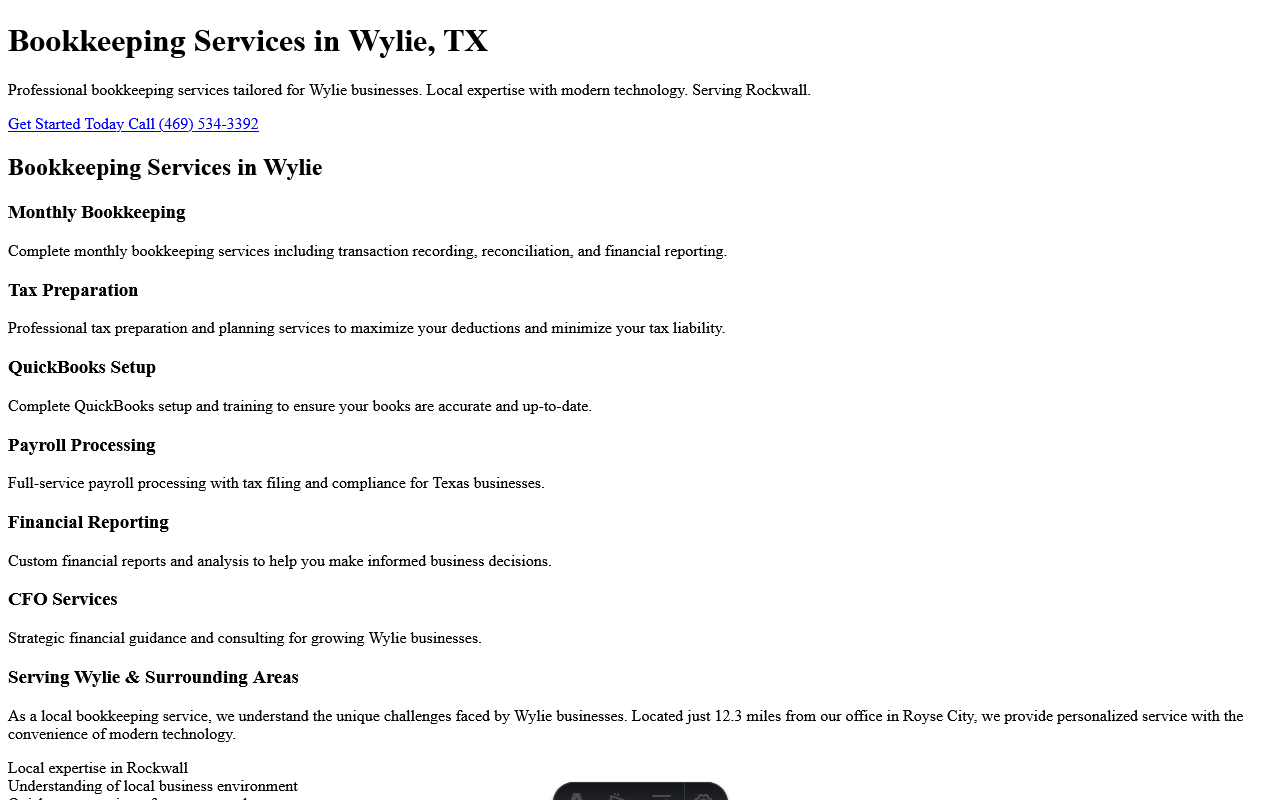 Bookkeeping Services in Wylie, TX
Professional bookkeeping services tailored for Wylie businesses. Local expertise with modern technology. Serving Rockwall.
Get Started Today Call (469) 534-3392
Bookkeeping Services in Wylie
Monthly Bookkeeping
Complete monthly bookkeeping services including transaction recording, reconciliation, and financial reporting.
Tax Preparation
Professional tax preparation and planning services to maximize your deductions and minimize your tax liability.
QuickBooks Setup
Complete QuickBooks setup and training to ensure your books are accurate and up-to-date.
Payroll Processing
Full-service payroll processing with tax filing and compliance for Texas businesses.
Financial Reporting
Custom financial reports and analysis to help you make informed business decisions.
CFO Services
Strategic financial guidance and consulting for growing Wylie businesses.
Serving Wylie & Surrounding Areas
As a local bookkeeping service, we understand the unique challenges faced by Wylie businesses. Located just 12.3 miles from our office in Royse City, we provide personalized service with the
convenience of modern technology.
Local expertise in Rockwall
Understanding of local business environment